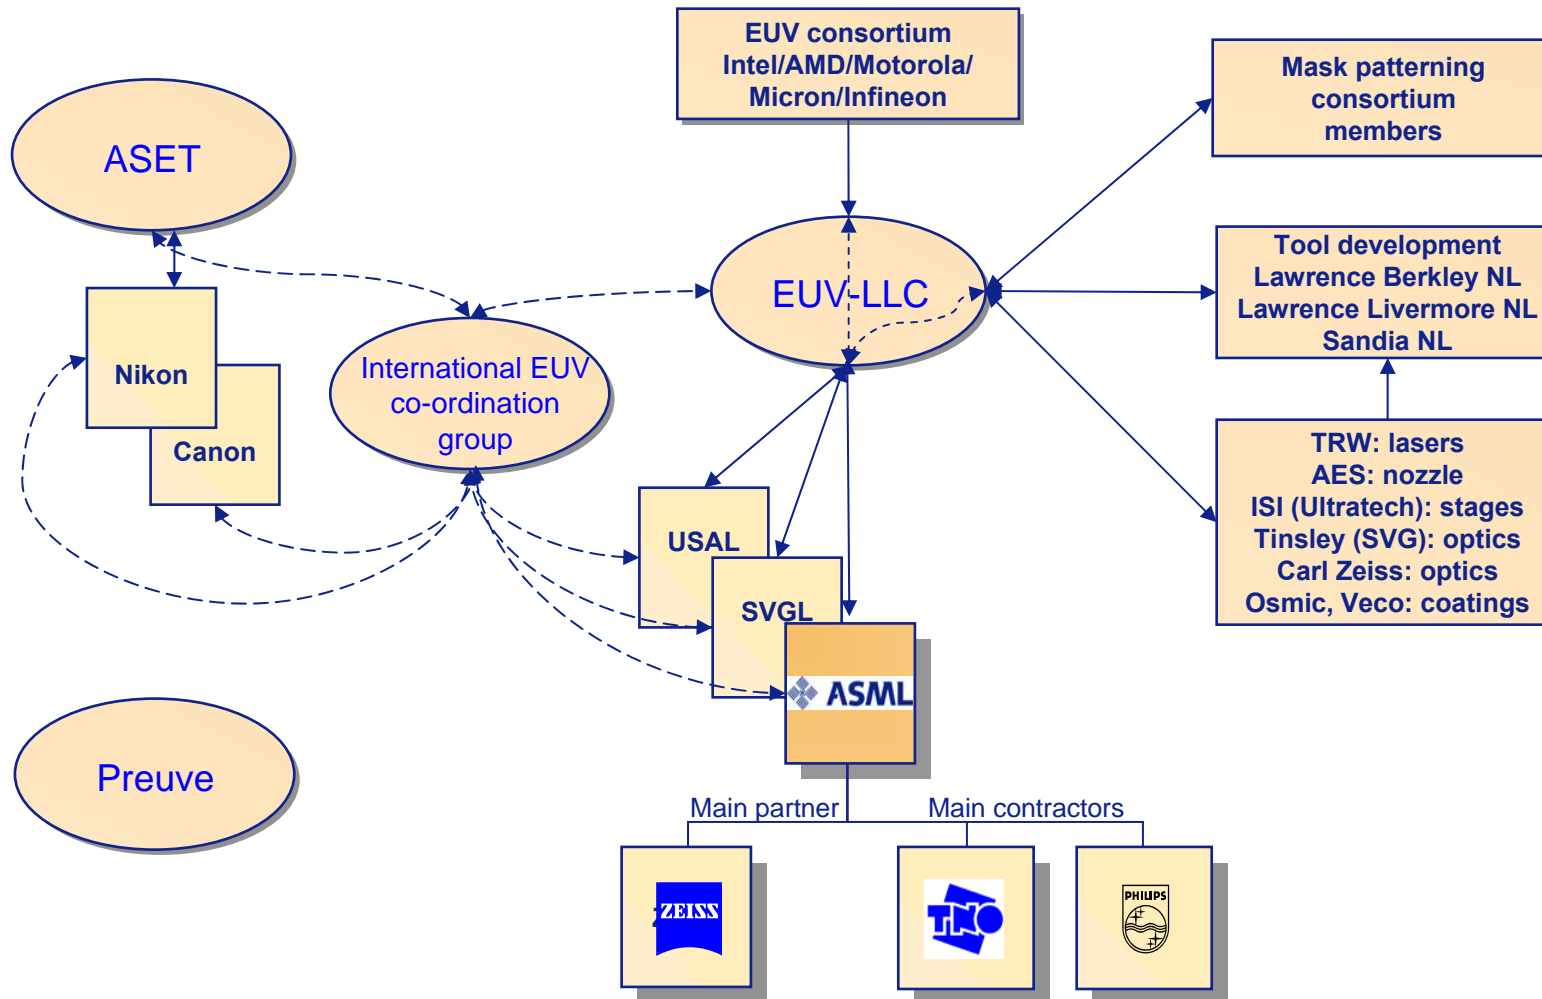 EUV consortium
Intel/AMD/Motorola/
Micron/Infineon
Mask patterning
consortium
members
ASET
EUV-LLC
Tool development
Lawrence Berkley NL
Lawrence Livermore NL
Sandia NL
Nikon
Canon
International EUV
co-ordination
group
TRW: lasers
AES: nozzle
ISI (Ultratech): stages
Tinsley (SVG): optics
Carl Zeiss: optics
Osmic, Veco: coatings
USAL
SVGL
ASML
Preuve
Main partner
Main contractors
ZEISS
TNO
PHILIPS